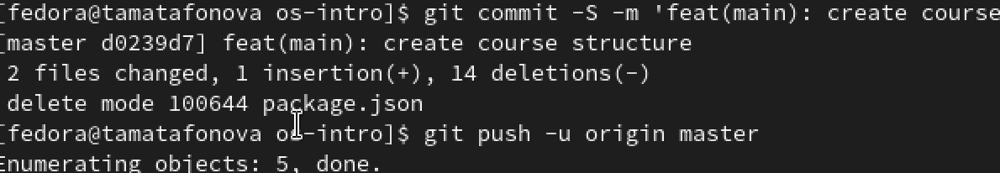 [fedora@tamatafonova os-intro]$ git commit -S -m 'feat(main): create course
[master d0239d7] feat(main): create course structure
2 files changed, 1 insertion(+), 14 deletions(-)
delete mode 100644 package.json
[fedora@tamatafonova os-intro]$ git push -u origin master
Enumerating objects: 5, done.